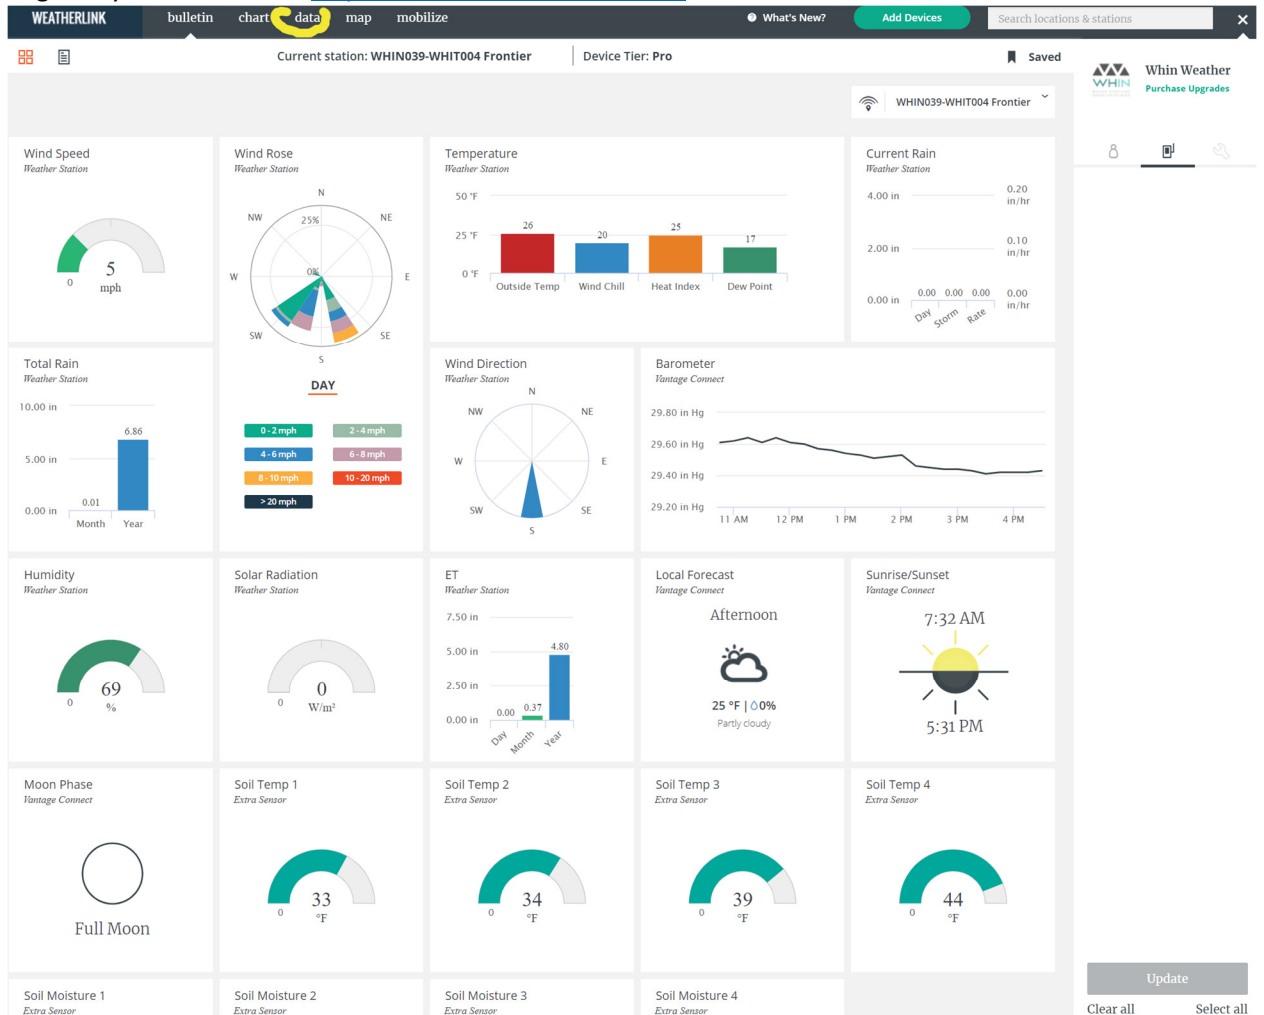 WEATHERLINK bulletin chart data map mobilize What's New? Add Devices Search locations & stations
Current station: WHIN039-WHIT004 Frontier Device Tier: Pro Saved
WHIN Whin Weather
Purchase Upgrades
WHIN039-WHIT004 Frontier
Wind Speed
Weather Station
5
0 mph
Wind Rose
Weather Station
N
NW 25% NE
W 0% E
SW SE
S
DAY
0 - 2 mph 2 - 4 mph
4 - 6 mph 6 - 8 mph
8 - 10 mph 10 - 20 mph
> 20 mph
Temperature
Weather Station
50 °F
25 °F
0 °F
26 20 25 17
Outside Temp Wind Chill Heat Index Dew Point
Current Rain
Weather Station
4.00 in 0.20 in/hr
2.00 in 0.10 in/hr
0.00 in 0.00 0.00 0.00 0.00 in/hr
Day Storm Rate
Total Rain
Weather Station
10.00 in
6.86
5.00 in
0.01
0.00 in
Month Year
Wind Direction
Weather Station
N
NW NE
W E
SW SE
S
Barometer
Vantage Connect
29.80 in Hg
29.60 in Hg
29.40 in Hg
29.20 in Hg
11 AM 12 PM 1 PM 2 PM 3 PM 4 PM
Humidity
Weather Station
69
0 %
Solar Radiation
Weather Station
0
0 W/m²
ET
Weather Station
7.50 in
5.00 in 4.80
2.50 in
0.00 in 0.00 0.37
Day Month Year
Local Forecast
Vantage Connect
Afternoon
25 °F | 0%
Partly cloudy
Sunrise/Sunset
Vantage Connect
7:32 AM
5:31 PM
Moon Phase
Vantage Connect
Full Moon
Soil Temp 1
Extra Sensor
33
0 °F
Soil Temp 2
Extra Sensor
34
0 °F
Soil Temp 3
Extra Sensor
39
0 °F
Soil Temp 4
Extra Sensor
44
0 °F
Soil Moisture 1
Extra Sensor
Soil Moisture 2
Extra Sensor
Soil Moisture 3
Extra Sensor
Soil Moisture 4
Extra Sensor
Update
Clear all Select all